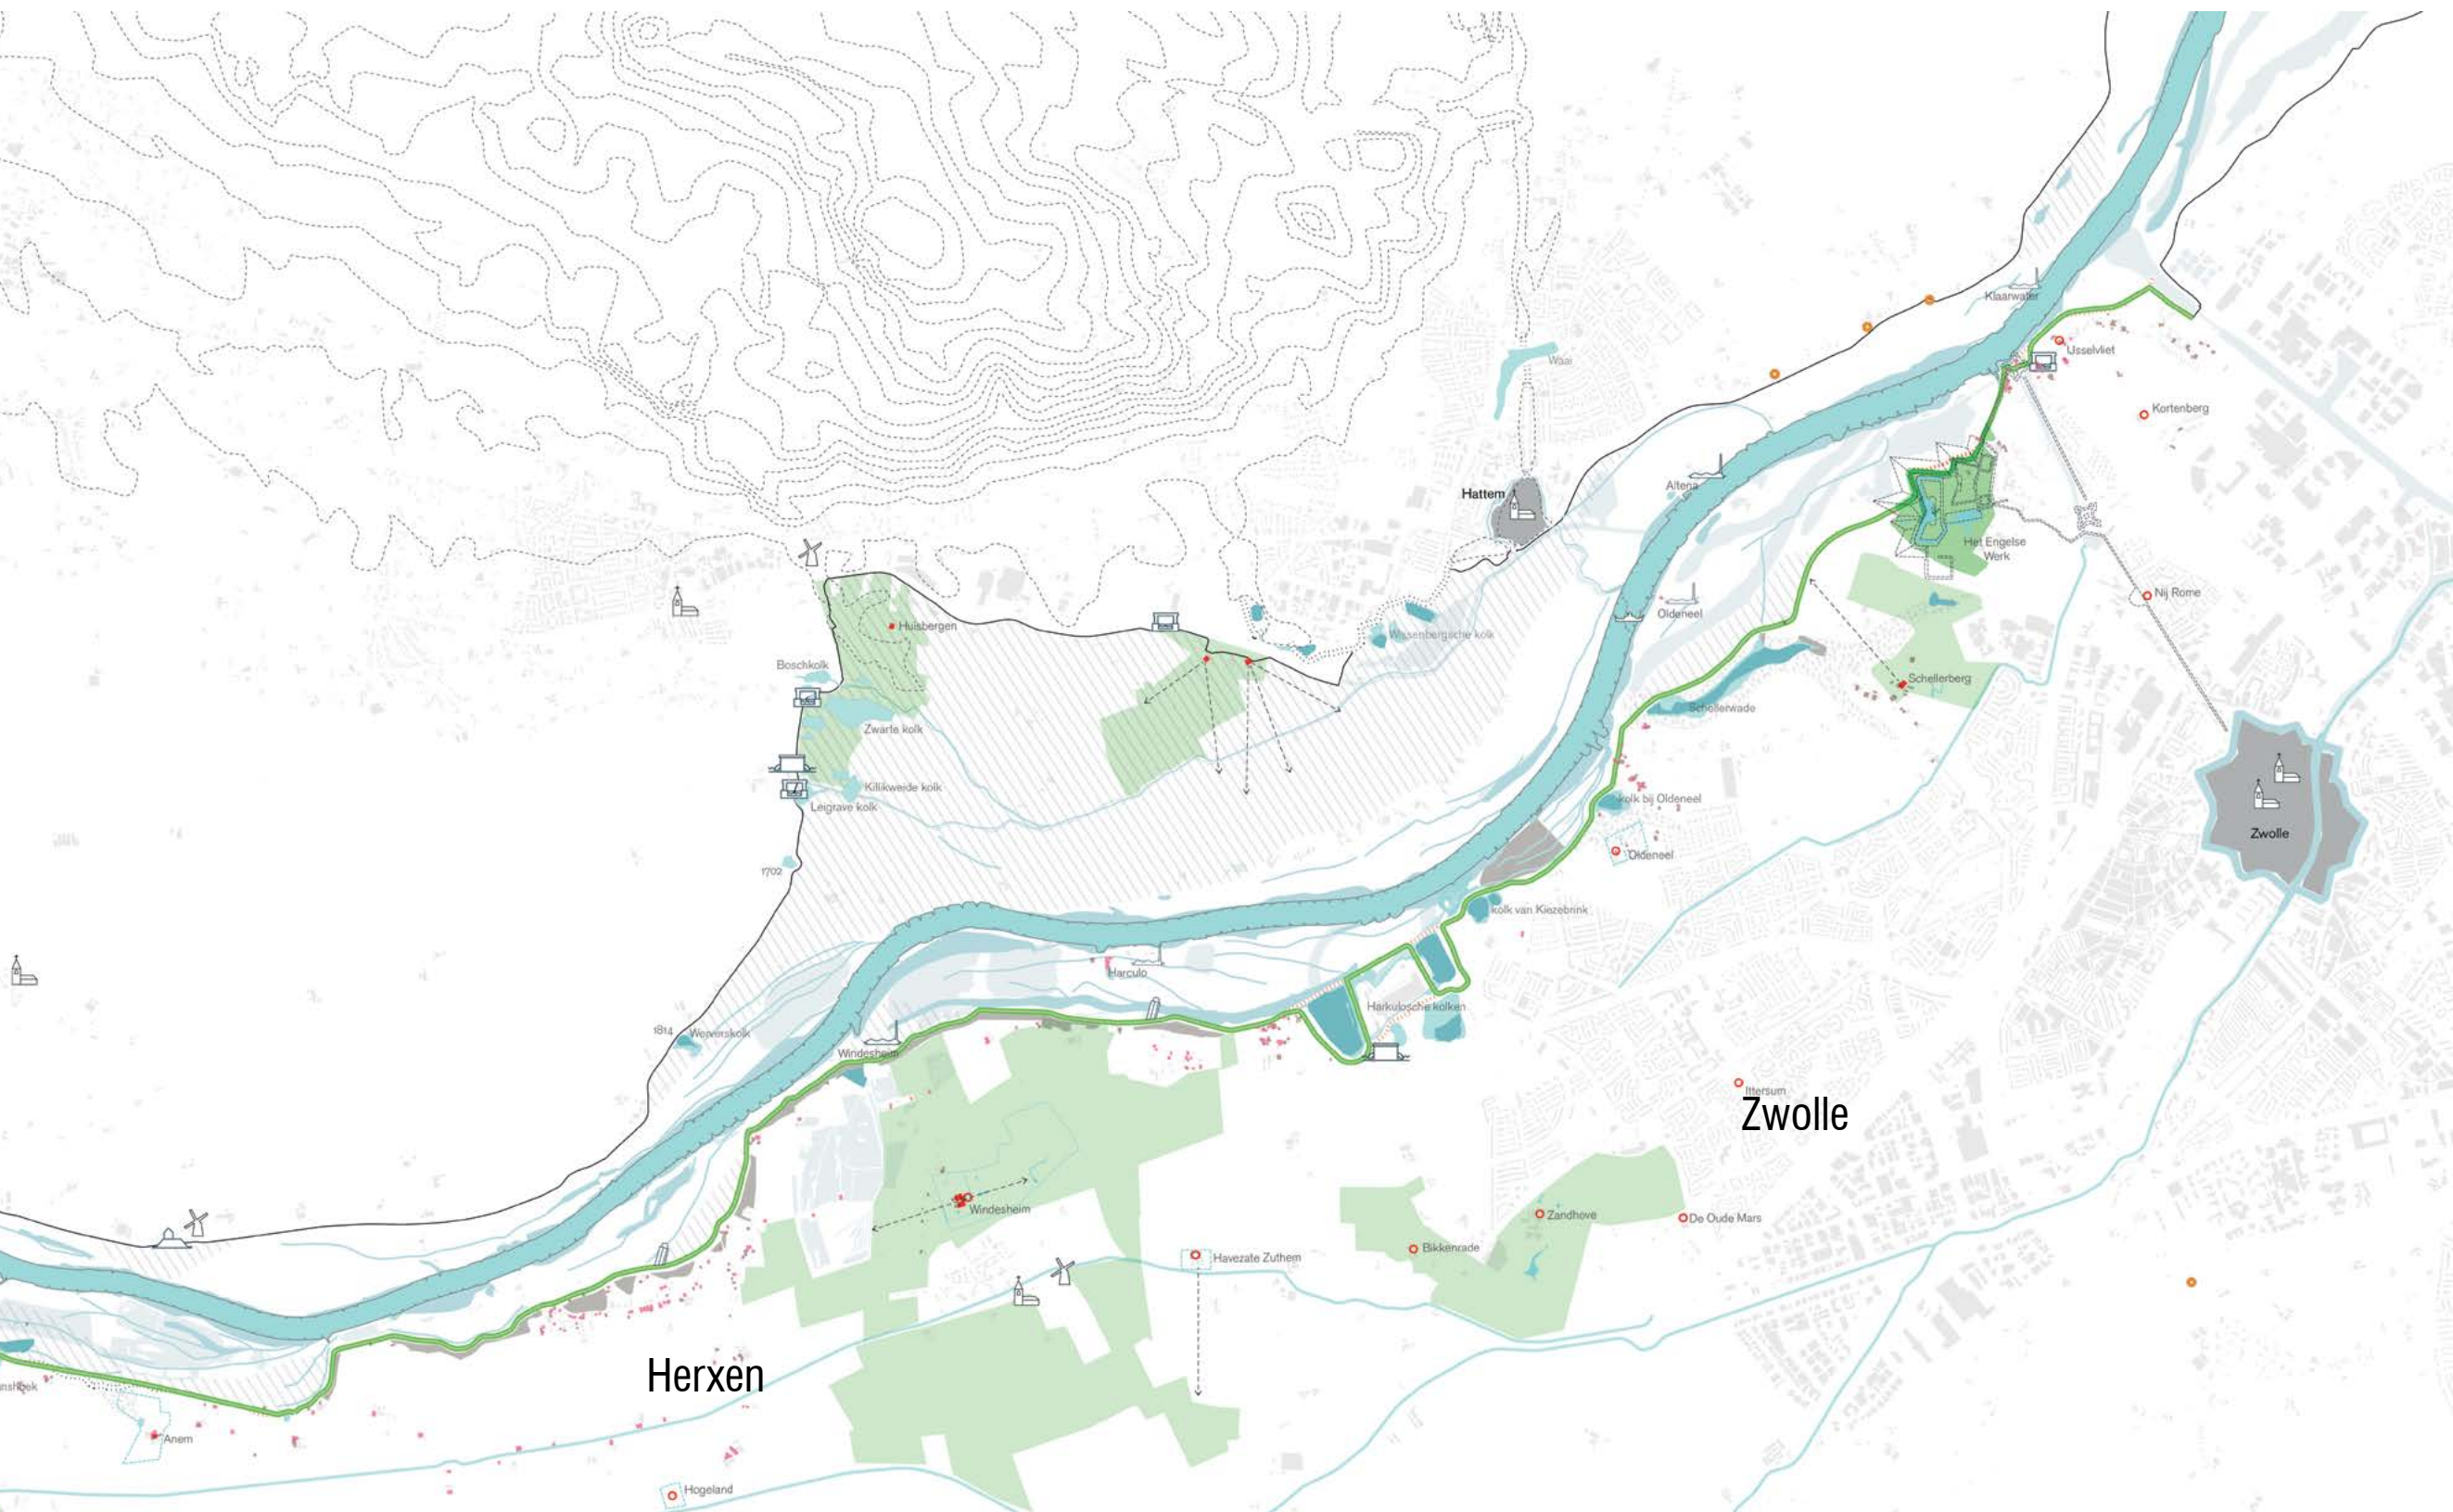 Klaarwater
IJsselvliet
Waai
Kortenberg
Altena
Hattem
Het Engelse
Werk
Nij Rome
Oldeneel
Huisbergen
Wissenbergsche kolk
Boschkolk
Schellerberg
Schellerwade
Zwarte kolk
Killikweide kolk
kolk bij Oldeneel
Leigrave kolk
Zwolle
Oldeneel
1702
kolk van Kiezebrink
Harculo
Harkulosche kolken
1814
Werverskolk
Windesheim
Ittersum
Zwolle
Windesheim
Zandhove
De Oude Mars
Bikkenrade
Havezate Zuthem
Herxen
Anem
Hogeland